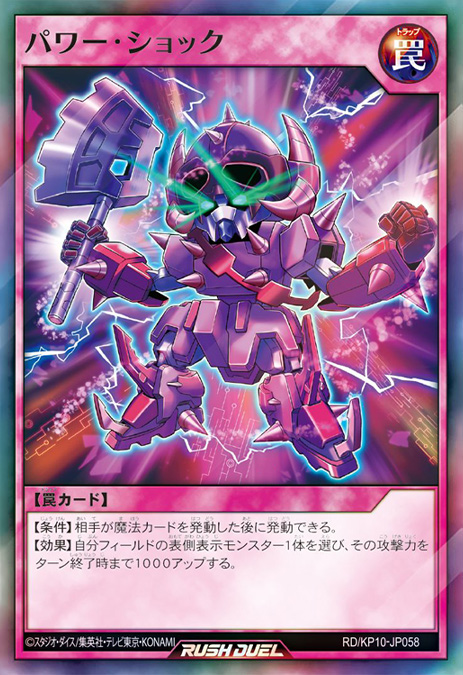 パワー・ショック
トラップ
罠
【罠カード】
【条件】相手が魔法カードを発動した後に発動できる。
【効果】自分フィールドの表側表示モンスター1体を選び、その攻撃力を
ターン終了時まで1000アップする。
©スタジオ・ダイス/集英社・テレビ東京・KONAMI
RUSH DUEL
RD/KP10-JP058